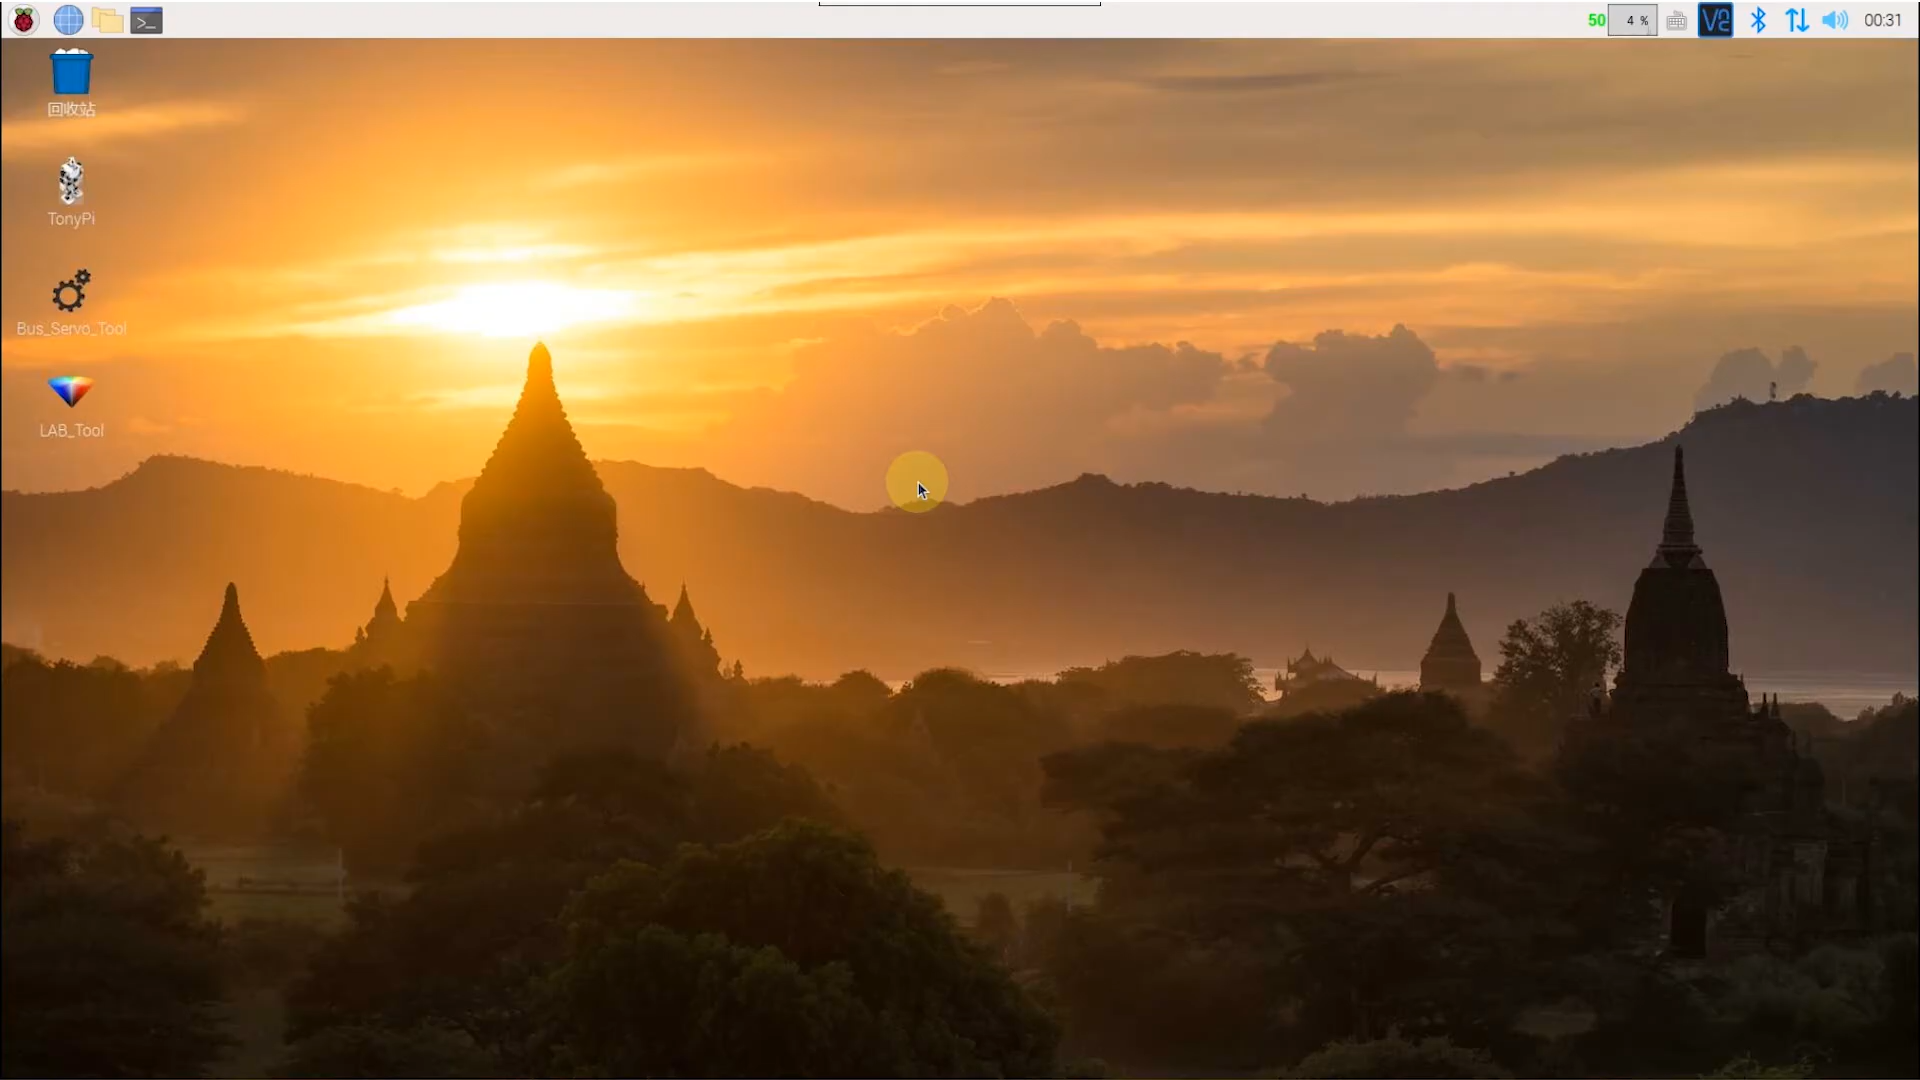 50
4 %
00:31
回收站
TonyPi
Bus_Servo_Tool
LAB_Tool